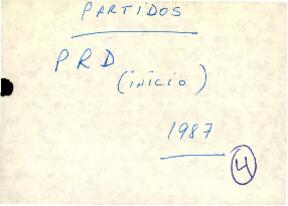 PARTIDOS
PRD
(inicio)
1987
4